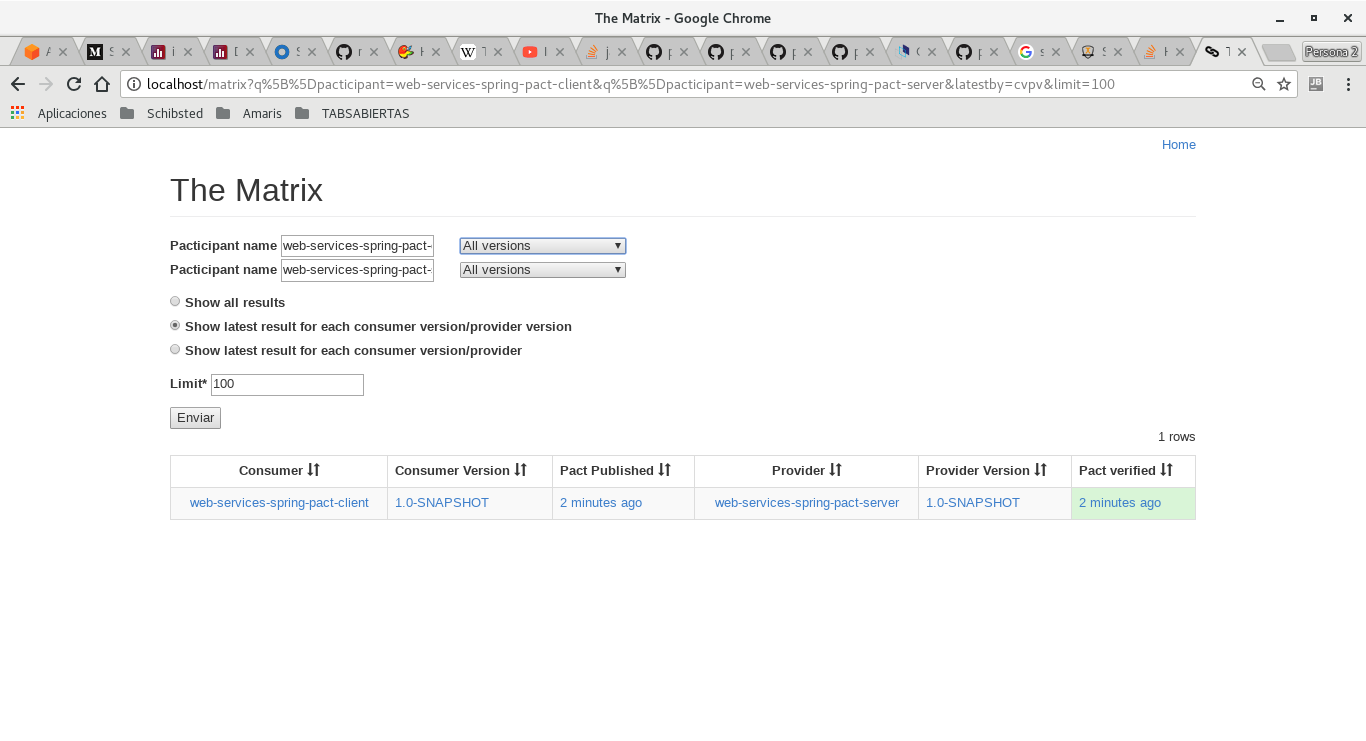 The Matrix - Google Chrome
Persona 2
localhost/matrix?q%5B%5Dpacticipant=web-services-spring-pact-client&q%5B%5Dpacticipant=web-services-spring-pact-server&latestby=cvpv&limit=100
Aplicaciones Schibsted Amaris TABSABIERTAS
Home
The Matrix
Pacticipant name web-services-spring-pact- All versions
Pacticipant name web-services-spring-pact- All versions
Show all results
Show latest result for each consumer version/provider version
Show latest result for each consumer version/provider
Limit* 100
Enviar
1 rows
Consumer Consumer Version Pact Published Provider Provider Version Pact verified
web-services-spring-pact-client 1.0-SNAPSHOT 2 minutes ago web-services-spring-pact-server 1.0-SNAPSHOT 2 minutes ago